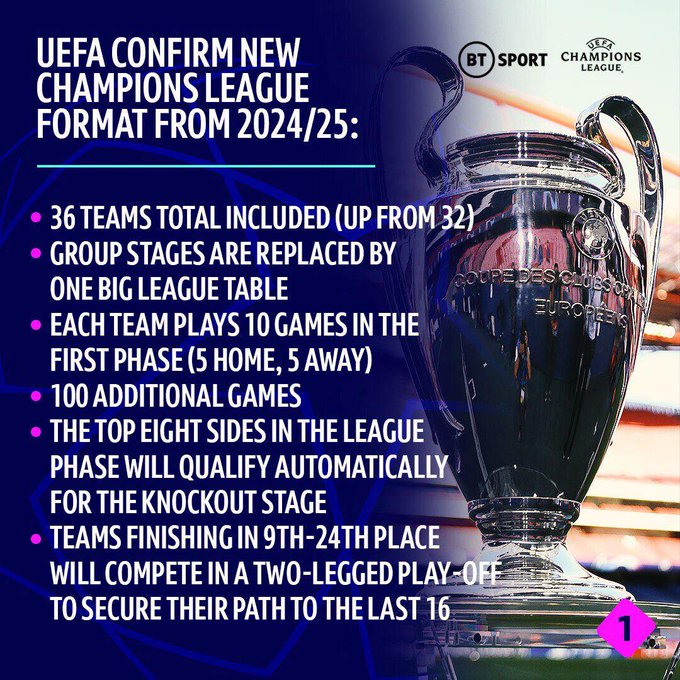 UEFA CONFIRM NEW
CHAMPIONS LEAGUE
FORMAT FROM 2024/25:
BT SPORT
UEFA
CHAMPIONS
LEAGUE
• 36 TEAMS TOTAL INCLUDED (UP FROM 32)
• GROUP STAGES ARE REPLACED BY
ONE BIG LEAGUE TABLE
• EACH TEAM PLAYS 10 GAMES IN THE
FIRST PHASE (5 HOME, 5 AWAY)
• 100 ADDITIONAL GAMES
• THE TOP EIGHT SIDES IN THE LEAGUE
PHASE WILL QUALIFY AUTOMATICALLY
FOR THE KNOCKOUT STAGE
• TEAMS FINISHING IN 9TH-24TH PLACE
WILL COMPETE IN A TWO-LEGGED PLAY-OFF
TO SECURE THEIR PATH TO THE LAST 16
COUPE DES CLUBS
EUROPÉENS
1